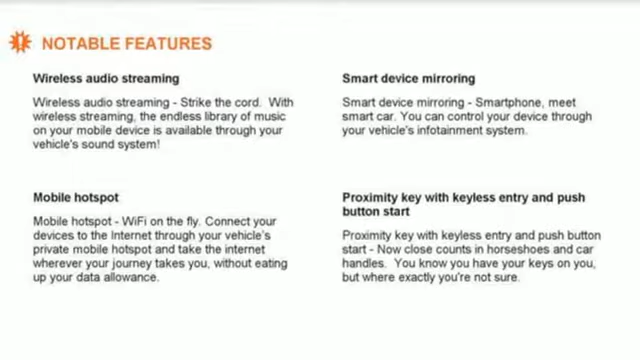 NOTABLE FEATURES
Wireless audio streaming
Wireless audio streaming - Strike the cord. With
wireless streaming, the endless library of music
on your mobile device is available through your
vehicle's sound system!
Smart device mirroring
Smart device mirroring - Smartphone, meet
smart car. You can control your device through
your vehicle's infotainment system.
Mobile hotspot
Mobile hotspot - WiFi on the fly. Connect your
devices to the Internet through your vehicle's
private mobile hotspot and take the internet
wherever your journey takes you, without eating
up your data allowance.
Proximity key with keyless entry and push
button start
Proximity key with keyless entry and push button
start - Now close counts in horseshoes and car
handles. You know you have your keys on you,
but where exactly you're not sure.